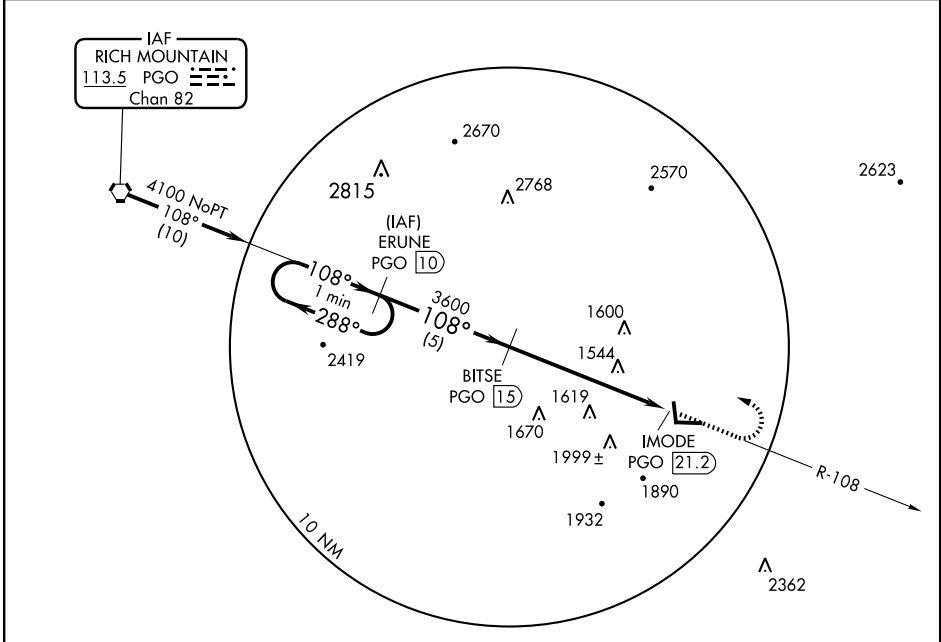 IAF
RICH MOUNTAIN
113.5 PGO
Chan 82
2670
2815
2768
2570
2623
4100 NoPT
108°
(10)
(IAF)
ERUNE
PGO 10
108°
1 min
288°
3600
108°
(5)
2419
1600
1544
BITSE
PGO 15
1619
1670
1999±
IMODE
PGO 21.2
1890
1932
R-108
10 NM
2362